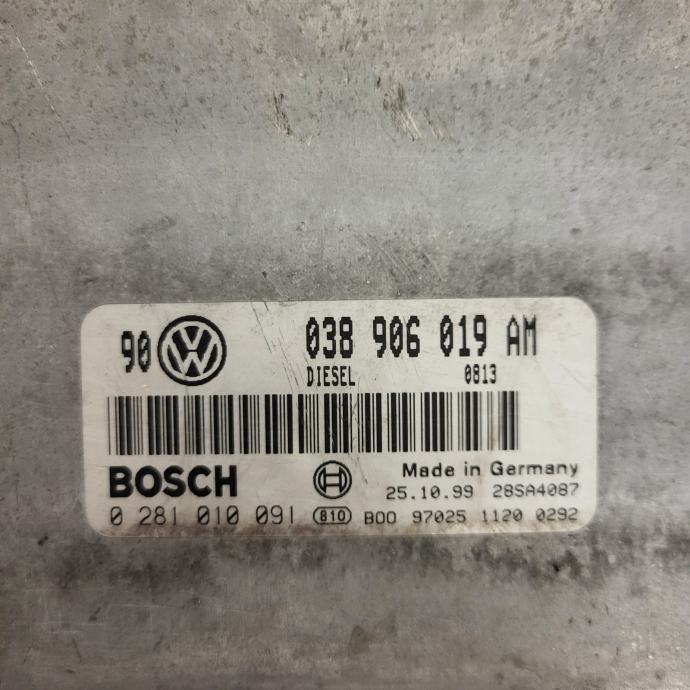 90 VW 038 906 019 AM
DIESEL 0813
BOSCH Made in Germany
25.10.99 28SA4087
0 281 010 091 810 B00 97025 1120 0292